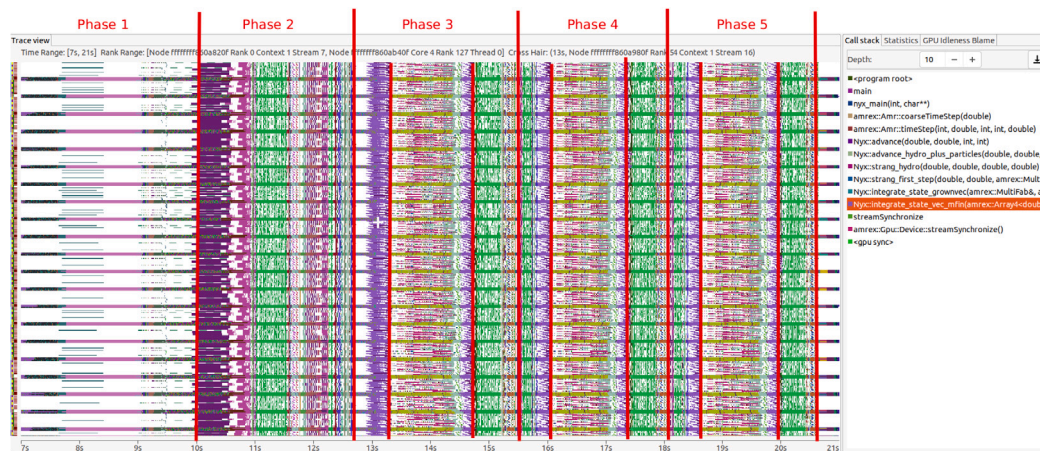 Phase 1 Phase 2 Phase 3 Phase 4 Phase 5
Trace view
Time Range: [7s, 21s] Rank Range: [Node ffffffff860a820f Rank 0 Context 1 Stream 7, Node ffffffff860ab40f Core 4 Rank 127 Thread 0] Cross Hair: (13s, Node ffffffff860a980f Rank 54 Context 1 Stream 16)
7s 8s 9s 10s 11s 12s 13s 14s 15s 16s 17s 18s 19s 20s 21s
Call stack Statistics GPU Idleness Blame
Depth: 10 − +
<program root>
main
nyx_main(int, char**)
amrex::Amr::coarseTimeStep(double)
amrex::Amr::timeStep(int, double, int, int, double)
Nyx::advance(double, double, int, int)
Nyx::advance_hydro_plus_particles(double, double,
Nyx::strang_hydro(double, double, double, double)
Nyx::strang_first_step(double, double, amrex::Mult
Nyx::integrate_state_grownvec(amrex::MultiFab&, a
Nyx::integrate_state_vec_mfin(amrex::Array4<doub
streamSynchronize
amrex::Gpu::Device::streamSynchronize()
<gpu sync>